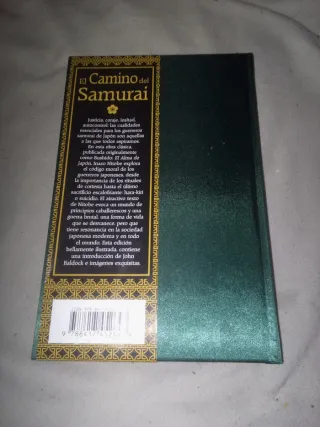 El Camino del
Samurai
Justicia, coraje, lealtad,
autocontrol: las cualidades
esenciales para los guerreros
samurai de Japón son aquellas
a las que todos aspiramos.
En esta obra clásica,
publicada originalmente
como Bushido: El Alma de
Japón, Inazo Nitobe explora
el código moral de los
guerreros japoneses, desde
la importancia de los rituales
de cortesía hasta el último
sacrificio escalofriante: hara-kiri
o suicidio. El atractivo texto
de Nitobe evoca un mundo de
principios caballerescos y una
guerra brutal, una forma de vida
que se desvanece, pero que
tiene resonancia en la sociedad
japonesa moderna y en todo
el mundo. Esta edición
bellamente ilustrada, contiene
una introducción de John
Baldock e imágenes exquisitas.